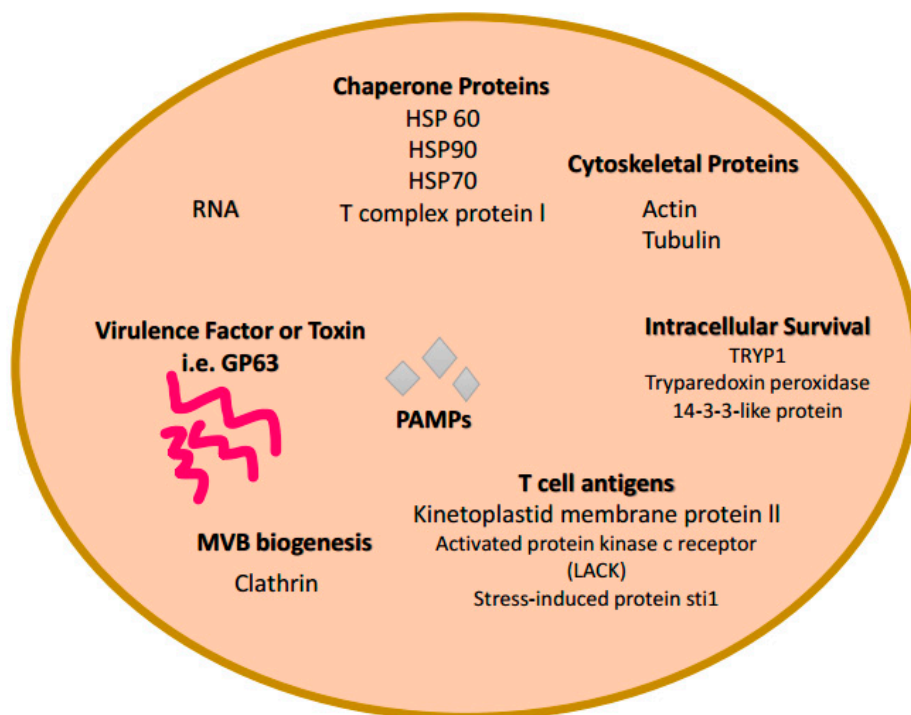 Chaperone Proteins
HSP 60
HSP90
HSP70
T complex protein l
Cytoskeletal Proteins
Actin
Tubulin
RNA
Virulence Factor or Toxin
i.e. GP63
PAMPs
Intracellular Survival
TRYP1
Tryparedoxin peroxidase
14-3-3-like protein
T cell antigens
Kinetoplastid membrane protein ll
Activated protein kinase c receptor
(LACK)
Stress-induced protein sti1
MVB biogenesis
Clathrin